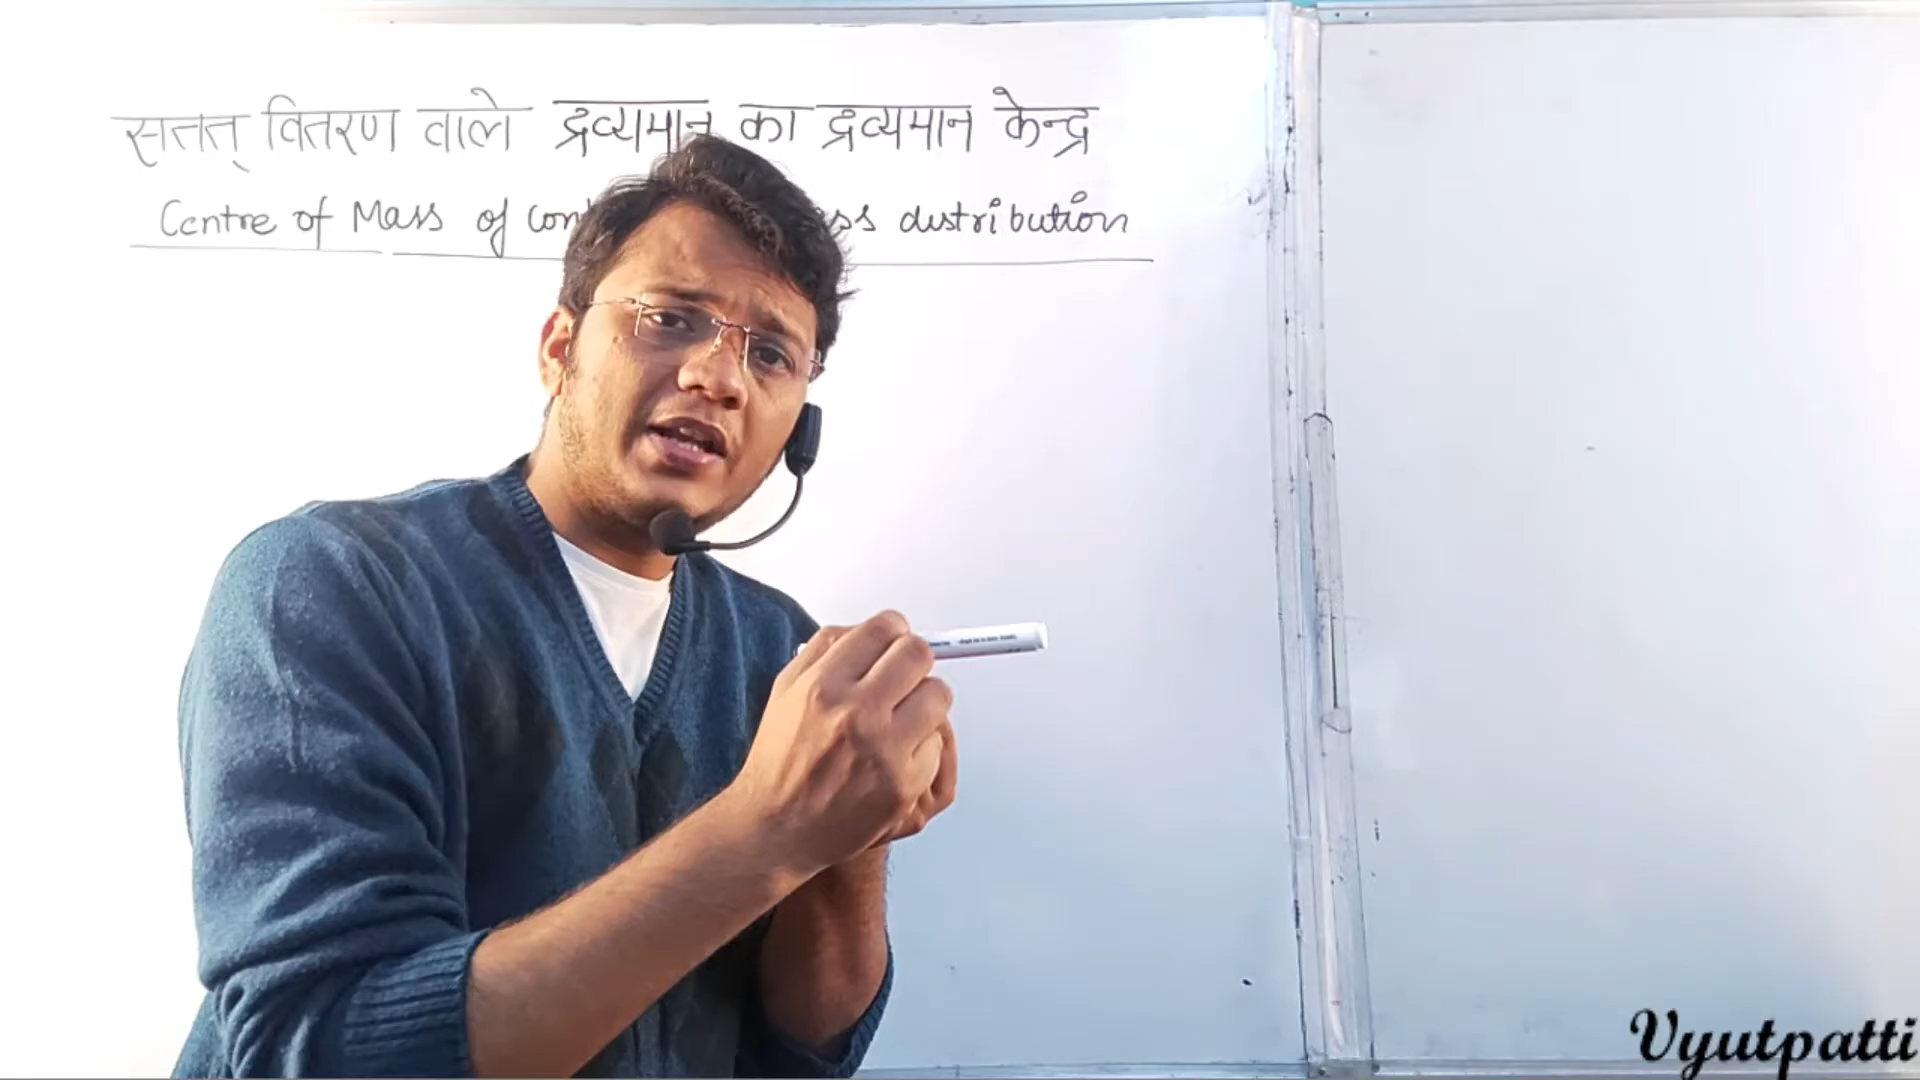 सतत् वितरण वाले द्रव्यमान का द्रव्यमान केन्द्र
Centre of Mass of distribution
Vyutpatti